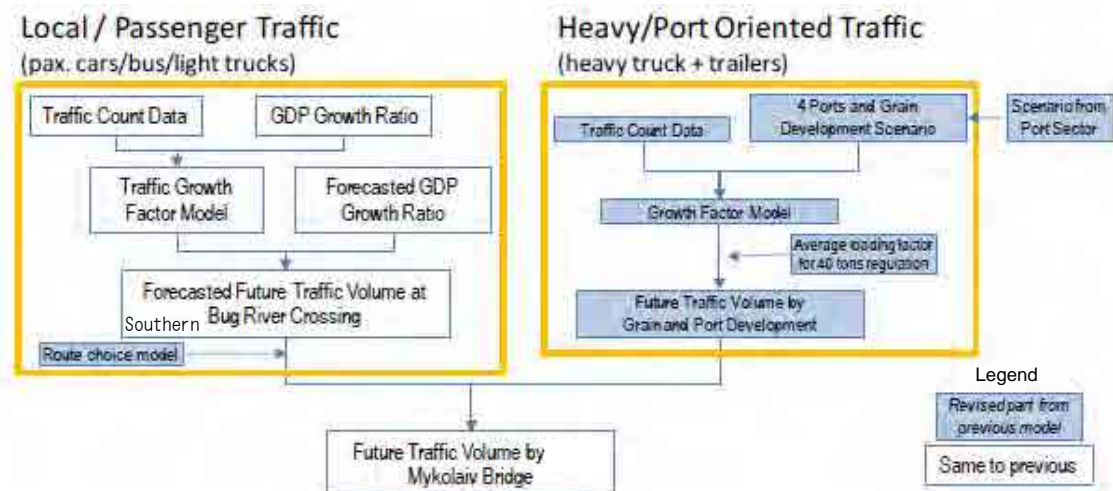 Local / Passenger Traffic
(pax. cars/bus/light trucks)
Traffic Count Data
GDP Growth Ratio
Traffic Growth
Factor Model
Forecasted GDP
Growth Ratio
Forecasted Future Traffic Volume at
Southern Bug River Crossing
Route choice model
Heavy/Port Oriented Traffic
(heavy truck + trailers)
Traffic Count Data
4 Ports and Grain
Development Scenario
Scenario from
Port Sector
Growth Factor Model
Average loading factor
for 40 tons regulation
Future Traffic Volume by
Grain and Port Development
Future Traffic Volume by
Mykolaiv Bridge
Legend
Revised part from
previous model
Same to previous